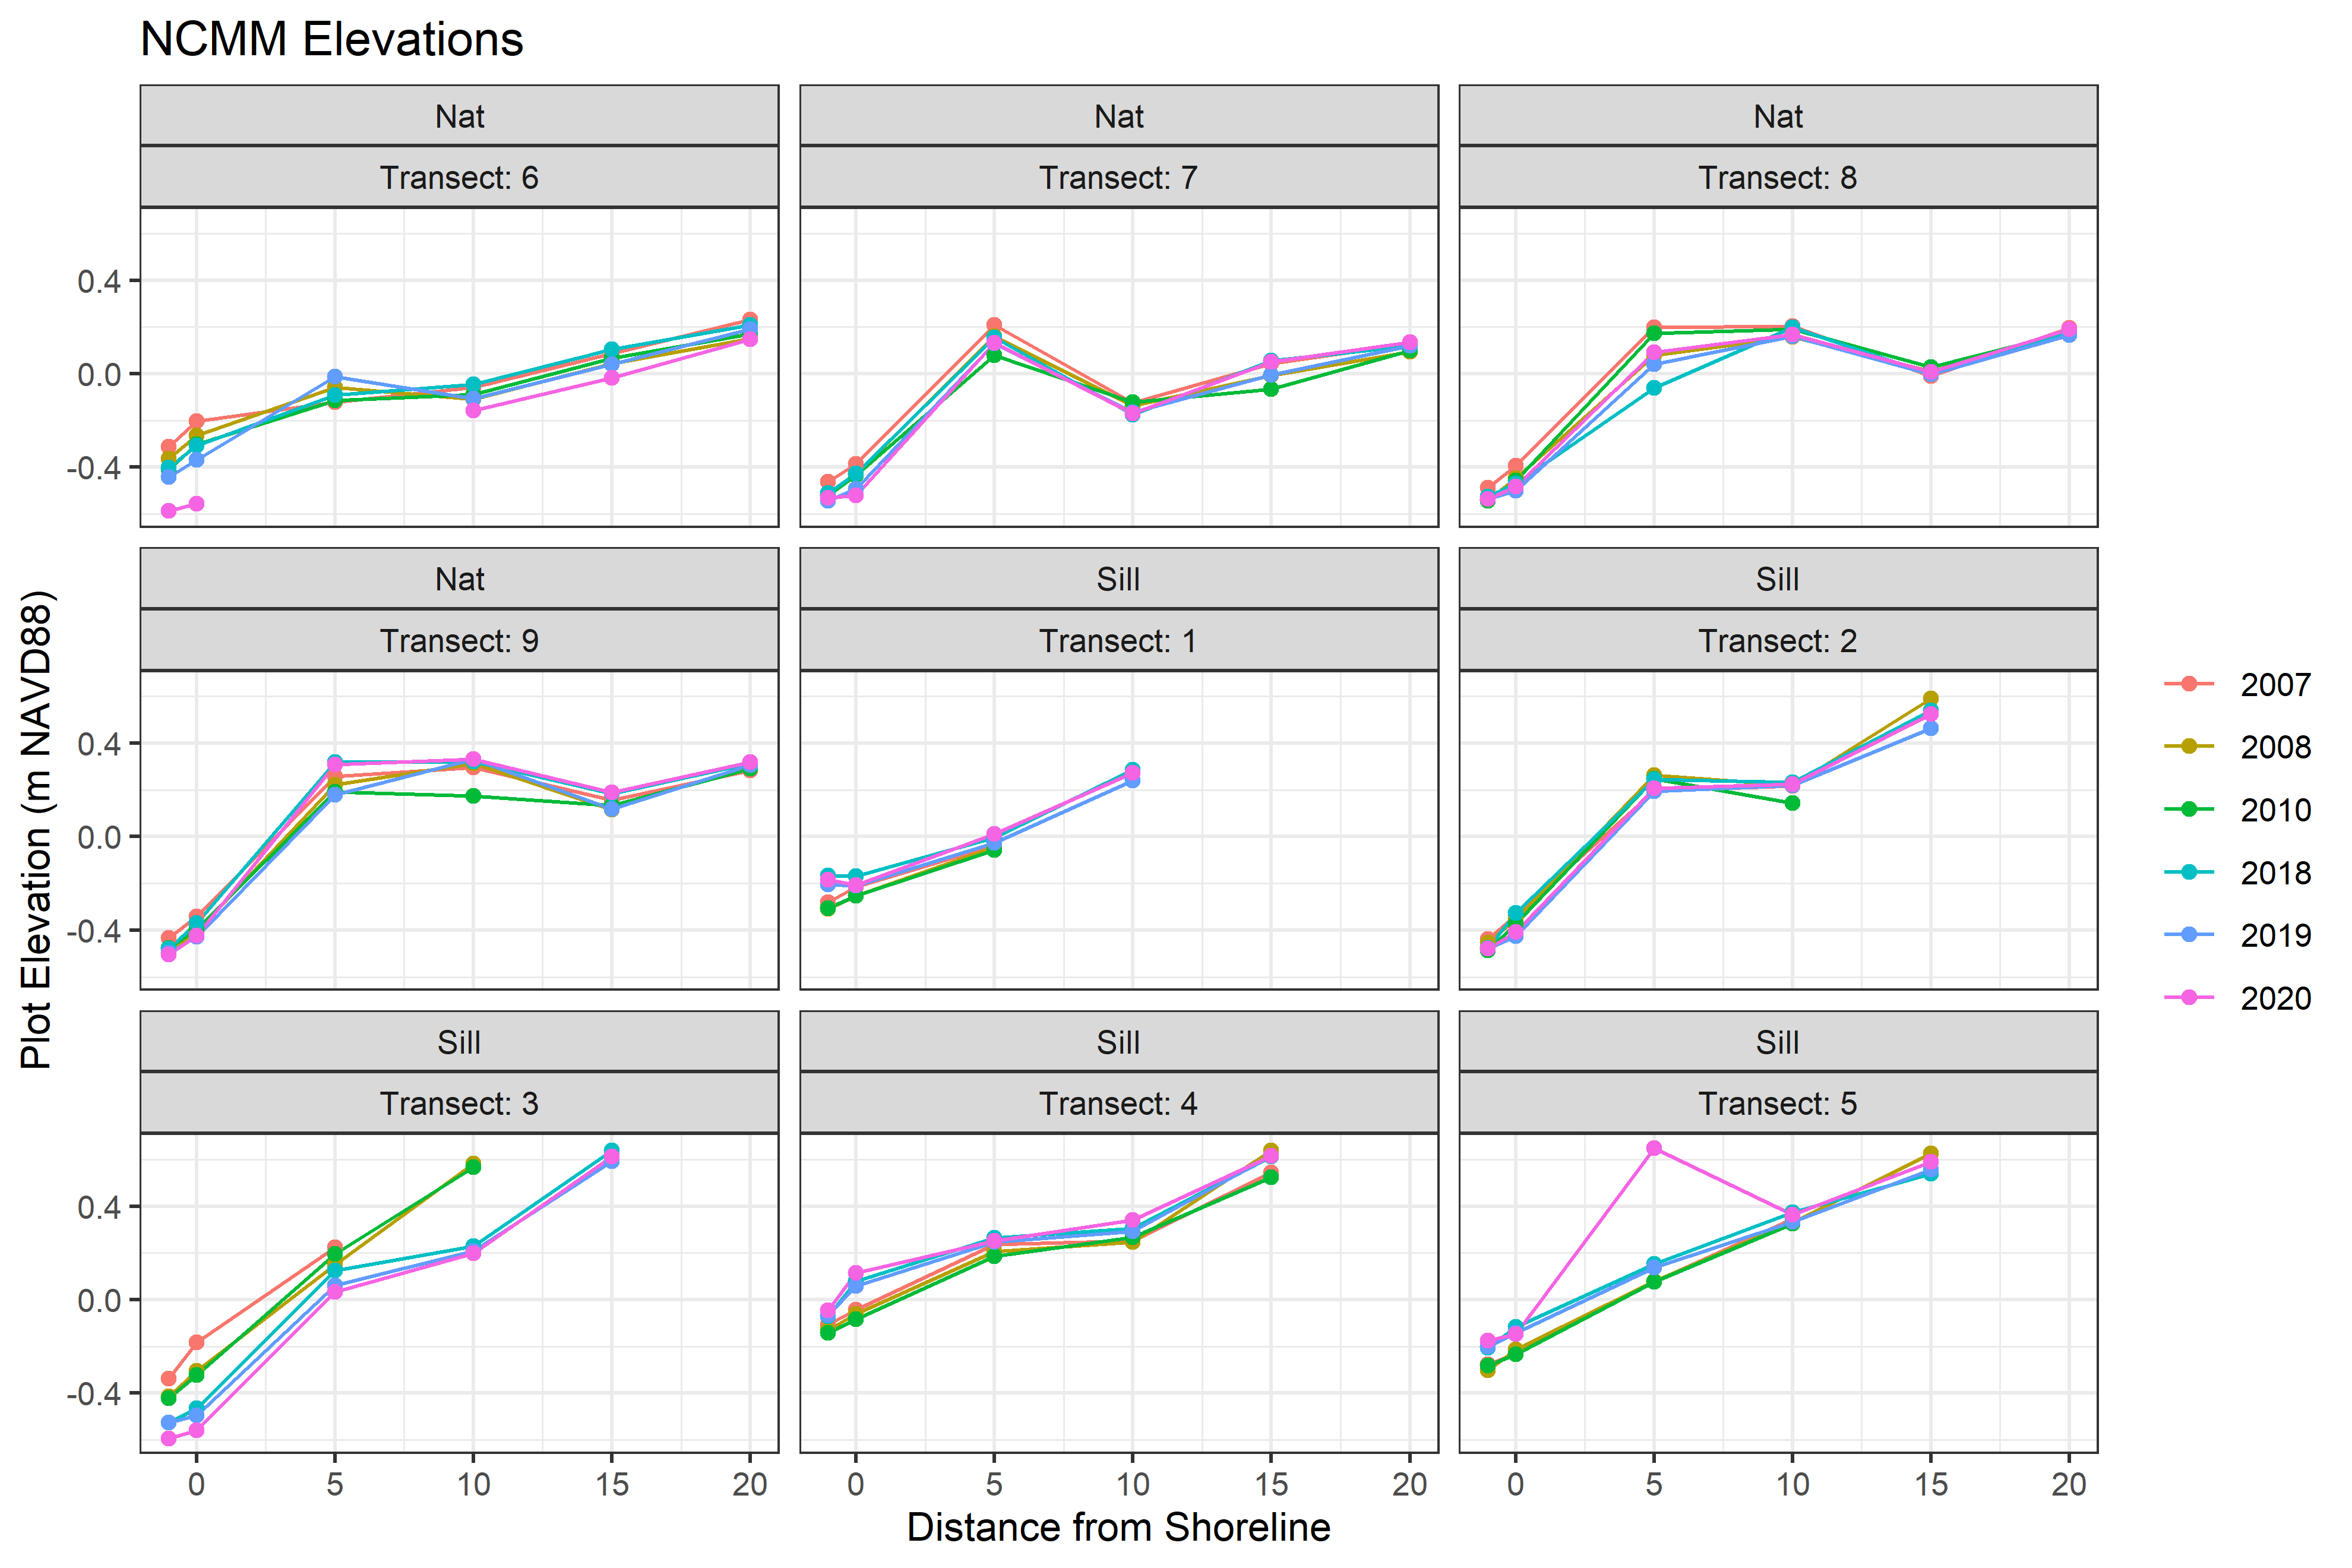 NCMM Elevations
Nat
Nat
Nat
Transect: 6
Transect: 7
Transect: 8
0.4
0.0
-0.4
Nat
Sill
Sill
Transect: 9
Transect: 1
Transect: 2
0.4
0.0
-0.4
Sill
Sill
Sill
Transect: 3
Transect: 4
Transect: 5
0.4
0.0
-0.4
0 5 10 15 20
0 5 10 15 20
0 5 10 15 20
Distance from Shoreline
Plot Elevation (m NAVD88)
2007
2008
2010
2018
2019
2020